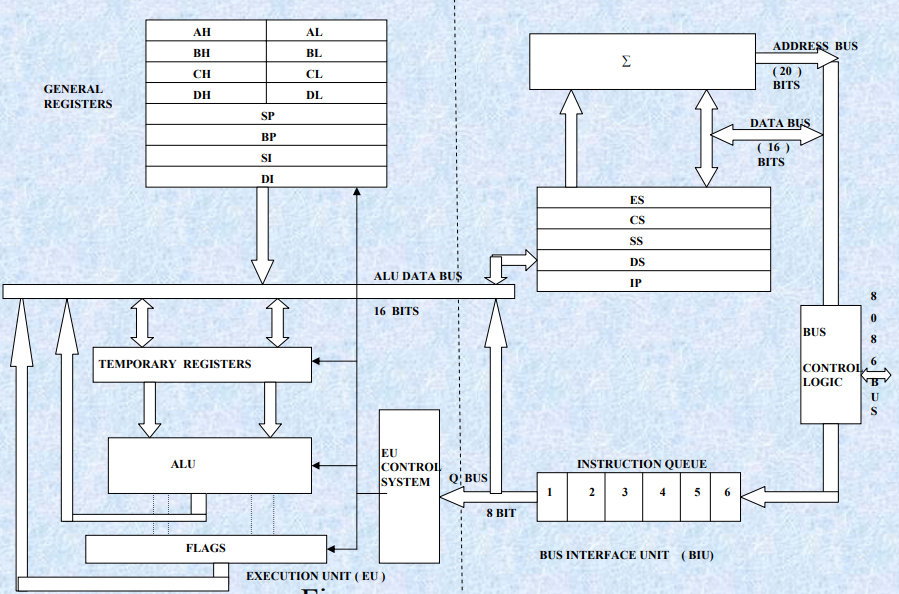 AH AL
BH BL
CH CL
DH DL
SP
BP
SI
DI
GENERAL
REGISTERS
Σ
ADDRESS BUS
( 20 )
BITS
DATA BUS
( 16 )
BITS
ES
CS
SS
DS
IP
ALU DATA BUS
16 BITS
TEMPORARY REGISTERS
ALU
FLAGS
EU
CONTROL
SYSTEM
Q BUS
8 BIT
INSTRUCTION QUEUE
1 2 3 4 5 6
BUS
CONTROL
LOGIC
8
0
8
6
B
U
S
BUS INTERFACE UNIT ( BIU)
EXECUTION UNIT ( EU )